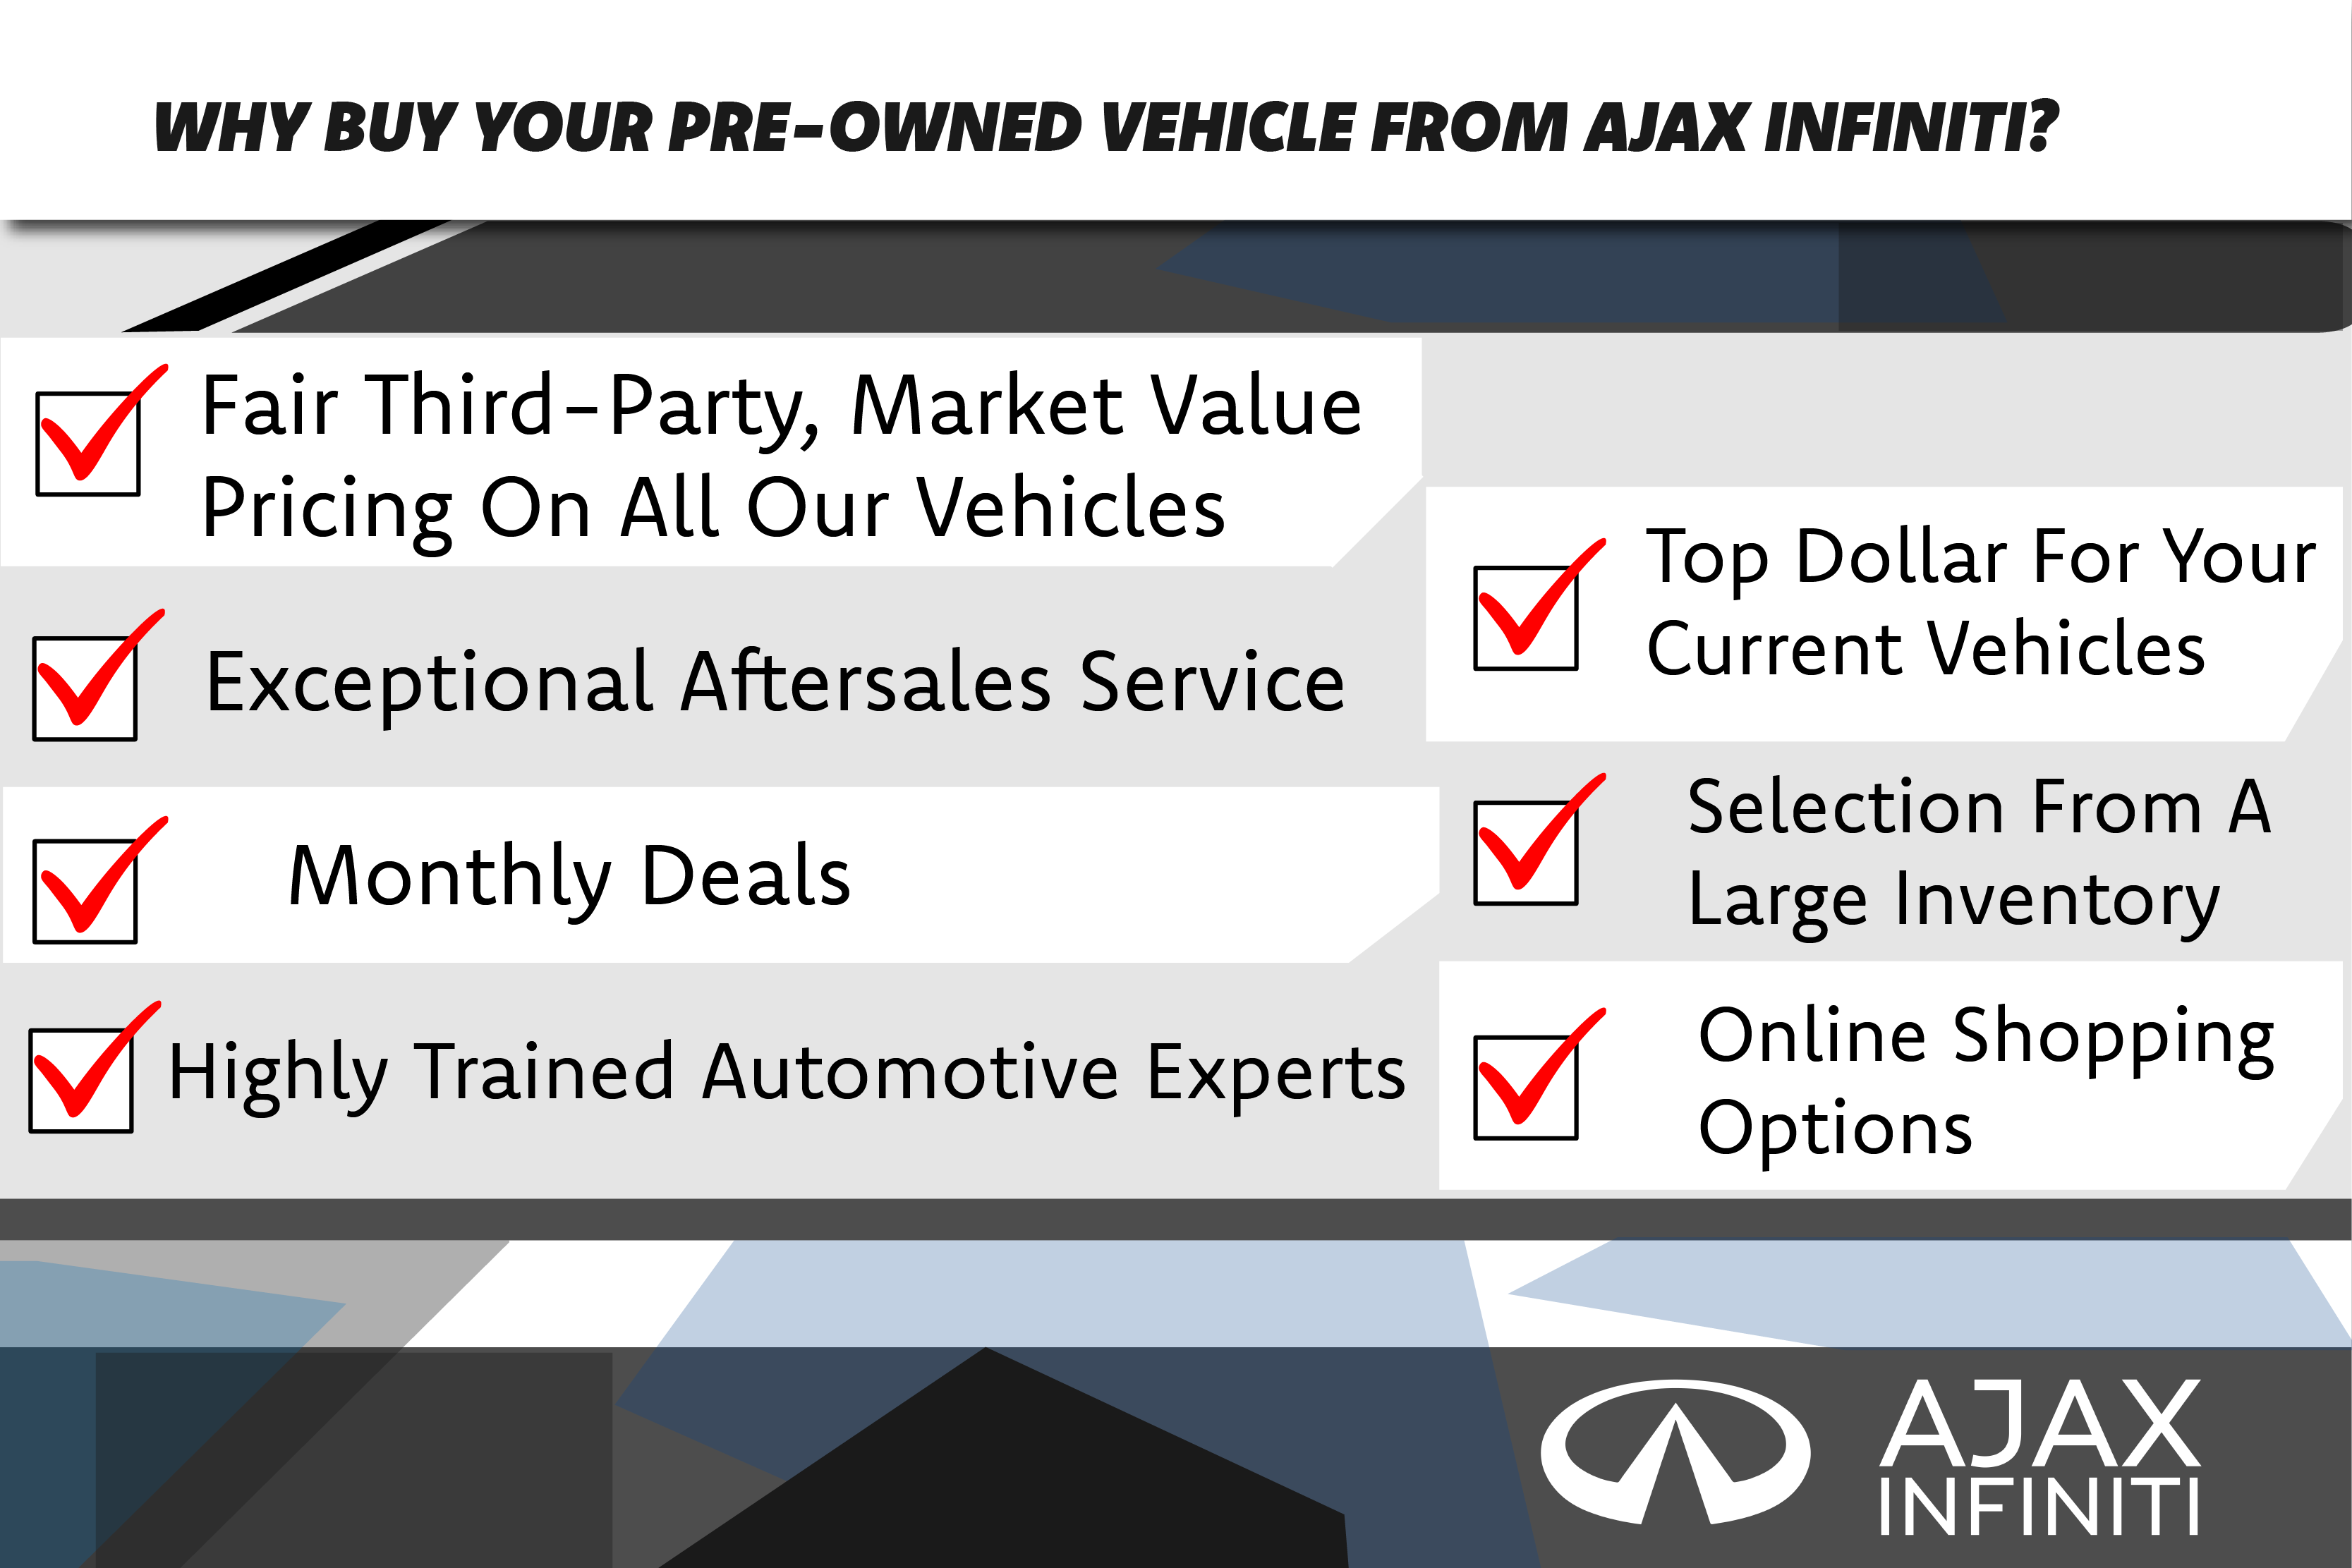 WHY BUY YOUR PRE-OWNED VEHICLE FROM AJAX INFINITI?
Fair Third-Party, Market Value
Pricing On All Our Vehicles
Exceptional Aftersales Service
Monthly Deals
Highly Trained Automotive Experts
Top Dollar For Your
Current Vehicles
Selection From A
Large Inventory
Online Shopping
Options
AJAX
INFINITI